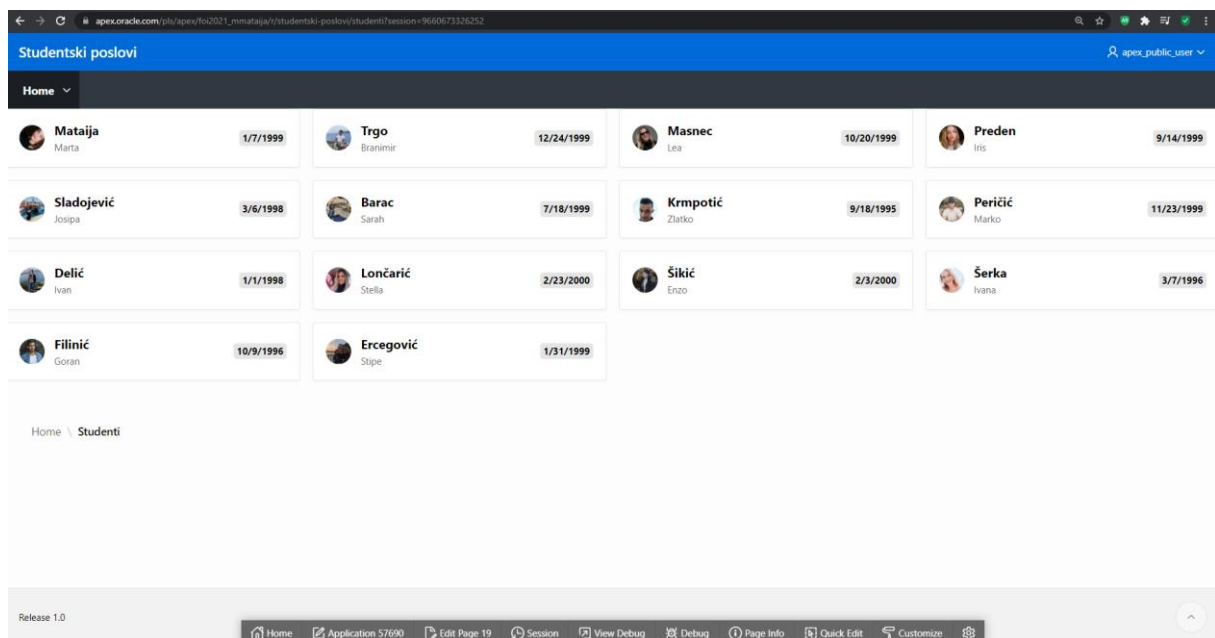 apex.oracle.com/pls/apex/foi2021_mmataija/r/studentski-poslovi/studenti?session=9660673326252
Studentski poslovi
apex_public_user
Home
Mataija
Marta
1/7/1999
Trgo
Branimir
12/24/1999
Masnec
Lea
10/20/1999
Preden
Iris
9/14/1999
Sladojević
Josipa
3/6/1998
Barac
Sarah
7/18/1999
Krmpotić
Zlatko
9/18/1995
Peričić
Marko
11/23/1999
Delić
Ivan
1/1/1998
Lončarić
Stella
2/23/2000
Šikić
Enzo
2/3/2000
Šerka
Ivana
3/7/1996
Filinić
Goran
10/9/1996
Ercegović
Stipe
1/31/1999
Home \ Studenti
Release 1.0
Home Application 57690 Edit Page 19 Session View Debug Debug Page Info Quick Edit Customize